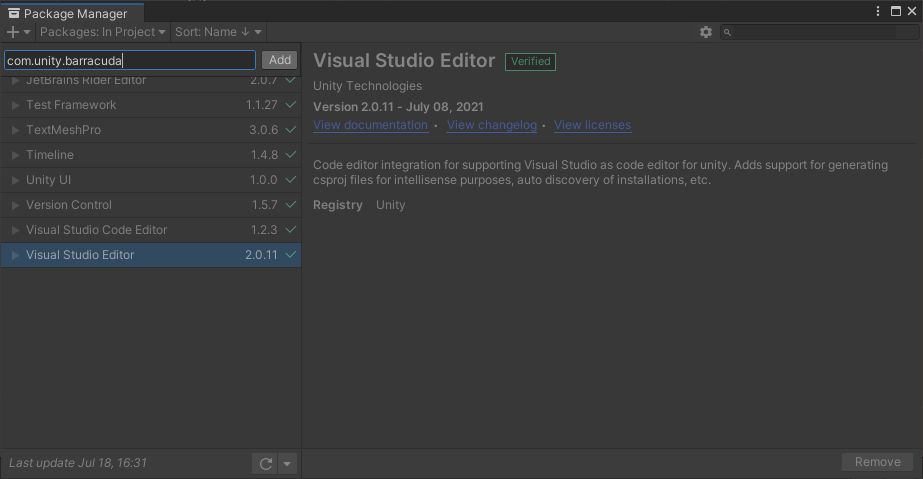 Package Manager
Packages: In Project Sort: Name ↓
com.unity.barracuda Add
JetBrains Rider Editor 2.0.7
Test Framework 1.1.27
TextMeshPro 3.0.6
Timeline 1.4.8
Unity UI 1.0.0
Version Control 1.5.7
Visual Studio Code Editor 1.2.3
Visual Studio Editor 2.0.11
Last update Jul 18, 16:31
Visual Studio Editor Verified
Unity Technologies
Version 2.0.11 - July 08, 2021
View documentation • View changelog • View licenses
Code editor integration for supporting Visual Studio as code editor for unity. Adds support for generating
csproj files for intellisense purposes, auto discovery of installations, etc.
Registry Unity
Remove